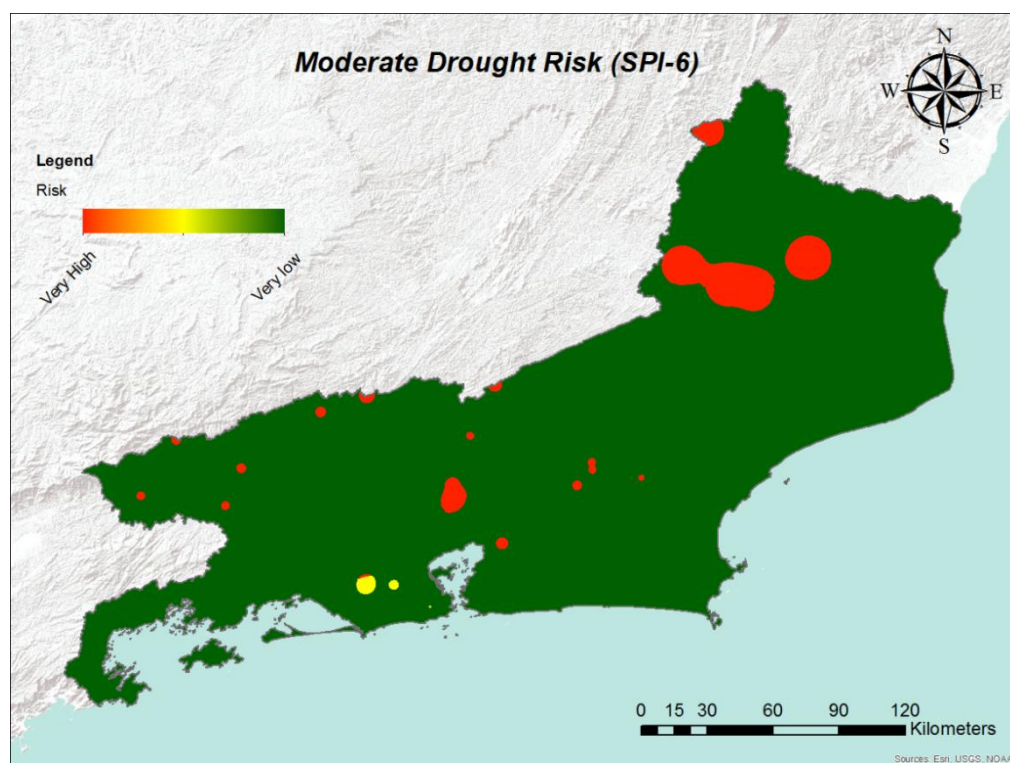 Moderate Drought Risk (SPI-6)
N
W
E
S
Legend
Risk
Very High
Very low
0 15 30 60 90 120
Kilometers
Sources: Esri, USGS, NOAA